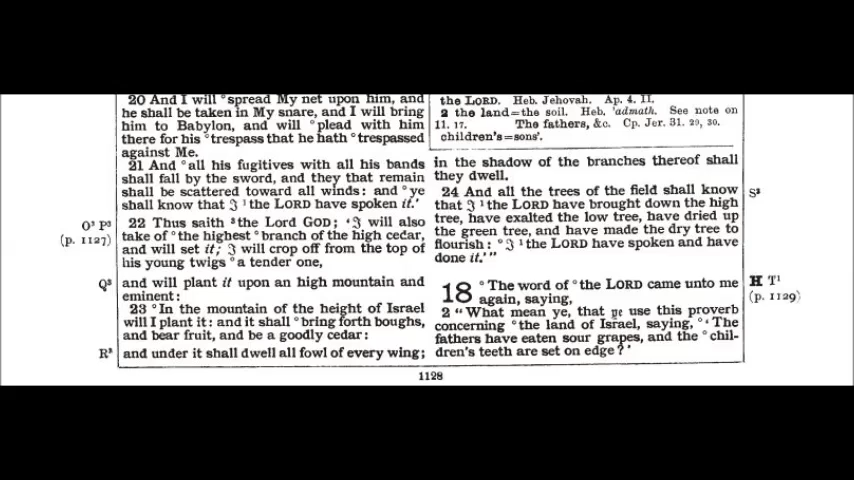 20 And I will °spread My net upon him, and
he shall be taken in My snare, and I will bring
him to Babylon, and will °plead with him
there for his °trespass that he hath °trespassed
against Me.
21 And °all his fugitives with all his bands
shall fall by the sword, and they that remain
shall be scattered toward all winds: and °ye
shall know that ℑ ¹the LORD have spoken it.'
O³ P³
(p. 1127)
22 Thus saith ³the Lord GOD; 'ℑ will also
take of °the highest °branch of the high cedar,
and will set it; ℑ will crop off from the top of
his young twigs °a tender one,
Q³
and will plant it upon an high mountain and
eminent:
23 °In the mountain of the height of Israel
will I plant it: and it shall °bring forth boughs,
and bear fruit, and be a goodly cedar:
R³
and under it shall dwell all fowl of every wing;
the LORD. Heb. Jehovah. Ap. 4. II.
2 the land=the soil. Heb. 'admath. See note on
11. 17. The fathers, &c. Cp. Jer. 31. 29, 30.
children's=sons'.
in the shadow of the branches thereof shall
they dwell.
S³
24 And all the trees of the field shall know
that ℑ ¹the LORD have brought down the high
tree, have exalted the low tree, have dried up
the green tree, and have made the dry tree to
flourish: °ℑ ¹the LORD have spoken and have
done it.'"
H T¹
(p. 1129)
18 °The word of °the LORD came unto me
again, saying,
2 "What mean ye, that ye use this proverb
concerning °the land of Israel, saying, °'The
fathers have eaten sour grapes, and the °chil-
dren's teeth are set on edge?'
1128